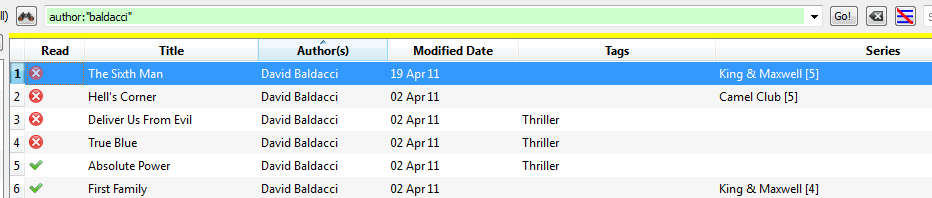 ll) author:"baldacci" Go! S
Read Title Author(s) Modified Date Tags Series
1 The Sixth Man David Baldacci 19 Apr 11 King & Maxwell [5]
2 Hell's Corner David Baldacci 02 Apr 11 Camel Club [5]
3 Deliver Us From Evil David Baldacci 02 Apr 11 Thriller
4 True Blue David Baldacci 02 Apr 11 Thriller
5 Absolute Power David Baldacci 02 Apr 11 Thriller
6 First Family David Baldacci 02 Apr 11 King & Maxwell [4]